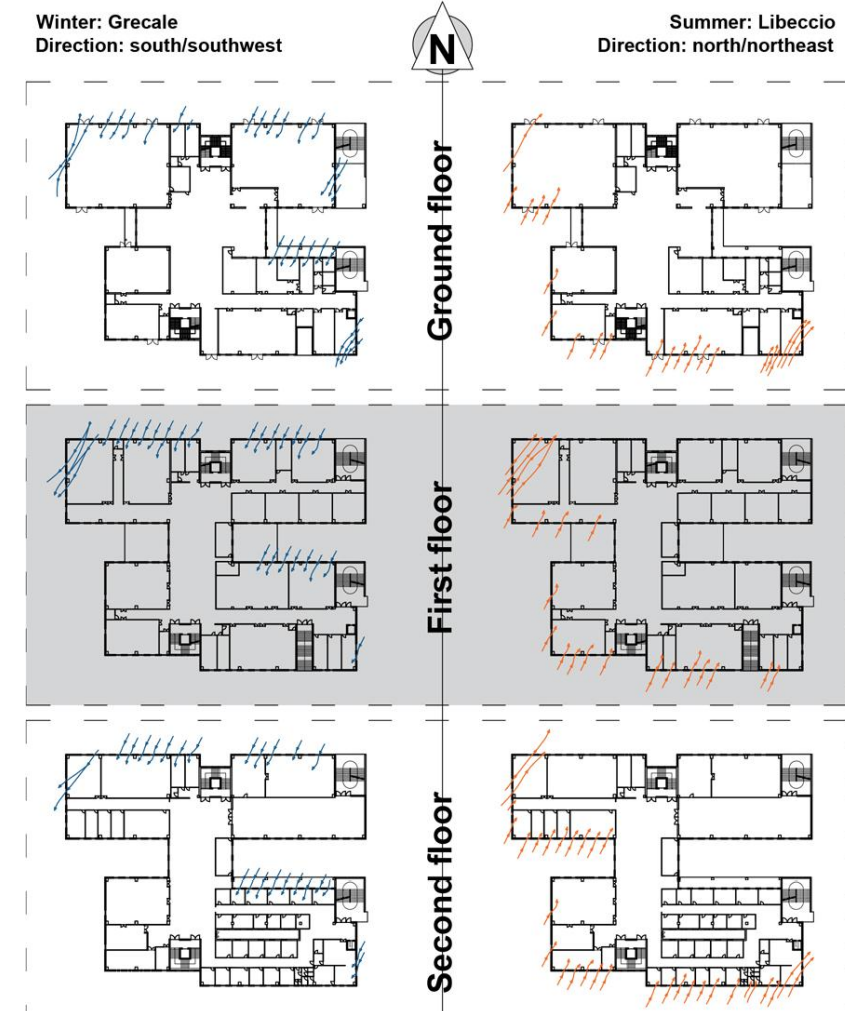 Winter: Grecale
Direction: south/southwest
N
Summer: Libeccio
Direction: north/northeast
Ground floor
First floor
Second floor